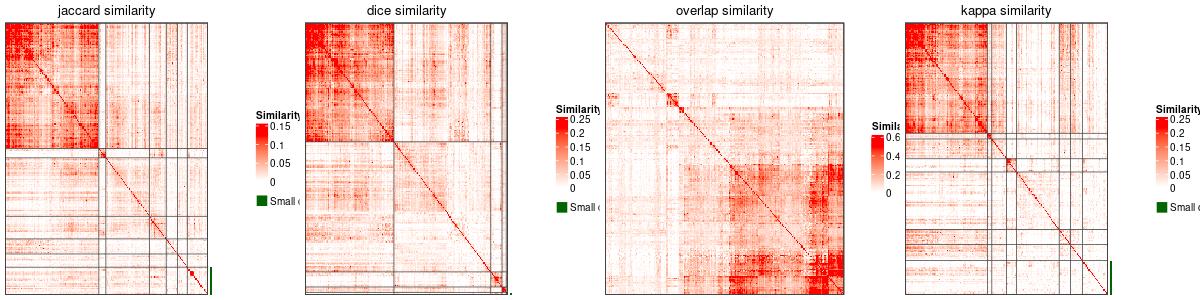 jaccard similarity
Similarity
0.15
0.1
0.05
0
Small c
dice similarity
Similarity
0.25
0.2
0.15
0.1
0.05
0
Small c
overlap similarity
Simila
0.6
0.4
0.2
0
kappa similarity
Similarity
0.25
0.2
0.15
0.1
0.05
0
Small c